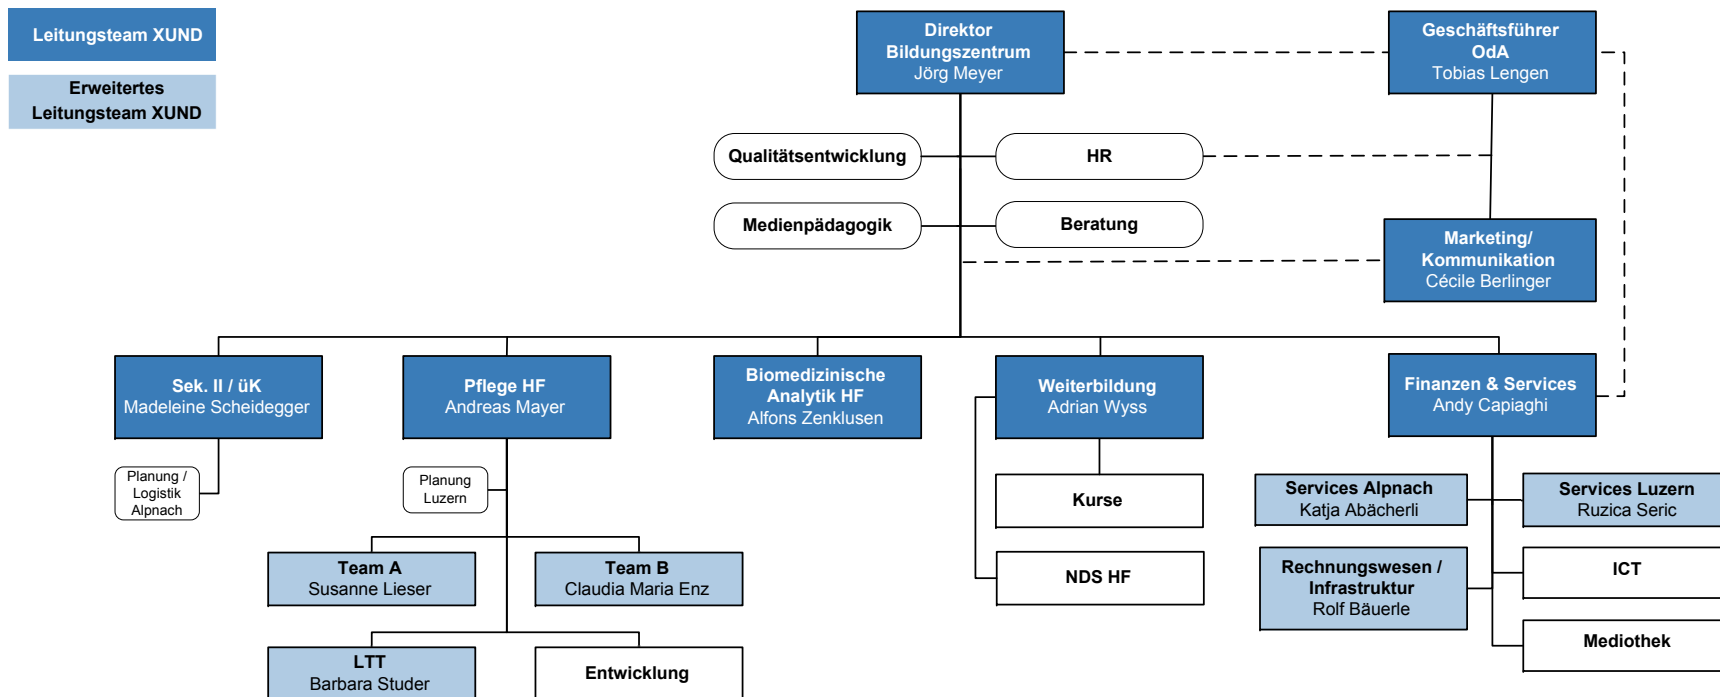 Leitungsteam XUND
Erweitertes
Leitungsteam XUND
Direktor
Bildungszentrum
Jörg Meyer
Geschäftsführer
OdA
Tobias Lengen
Qualitätsentwicklung
HR
Medienpädagogik
Beratung
Marketing/
Kommunikation
Cécile Berlinger
Sek. II / üK
Madeleine Scheidegger
Pflege HF
Andreas Mayer
Biomedizinische
Analytik HF
Alfons Zenklusen
Weiterbildung
Adrian Wyss
Finanzen & Services
Andy Capiaghi
Planung /
Logistik
Alpnach
Planung
Luzern
Kurse
Services Alpnach
Katja Abächerli
Services Luzern
Ruzica Seric
Team A
Susanne Lieser
Team B
Claudia Maria Enz
NDS HF
Rechnungswesen /
Infrastruktur
Rolf Bäuerle
ICT
LTT
Barbara Studer
Entwicklung
Mediothek